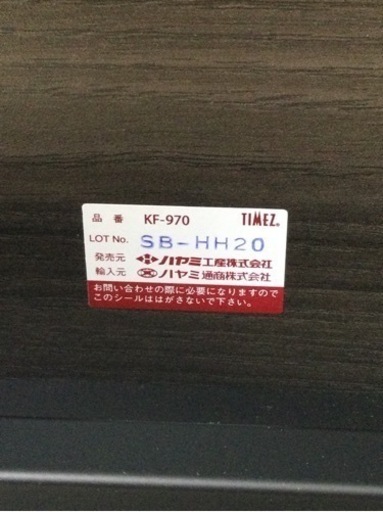 品 番 KF-970 TIMEZ®
LOT No. SB-HH20
発売元 ハヤミ工産株式会社
輸入元 ハヤミ通商株式会社
お問い合わせの際に必要になりますので
このシールははがさないで下さい。